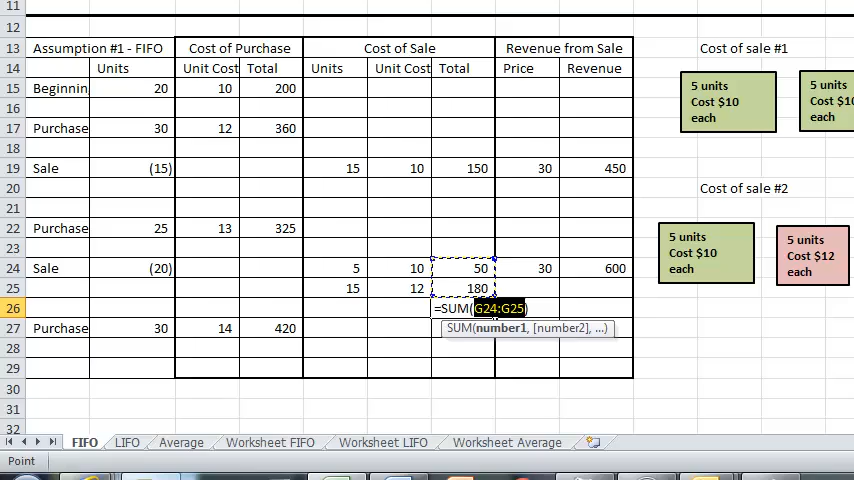 11
12
13 Assumption #1 - FIFO Cost of Purchase Cost of Sale Revenue from Sale Cost of sale #1
14 Units Unit Cost Total Units Unit Cost Total Price Revenue
15 Beginnin 20 10 200
5 units
Cost $10
each
5 units
Cost $10
each
16
17 Purchase 30 12 360
18
19 Sale (15) 15 10 150 30 450
20 Cost of sale #2
21
22 Purchase 25 13 325
5 units
Cost $10
each
5 units
Cost $12
each
23
24 Sale (20) 5 10 50 30 600
25 15 12 180
26 =SUM(G24:G25)
27 Purchase 30 14 420
SUM(number1, [number2], ...)
28
29
30
31
32
FIFO LIFO Average Worksheet FIFO Worksheet LIFO Worksheet Average
Point